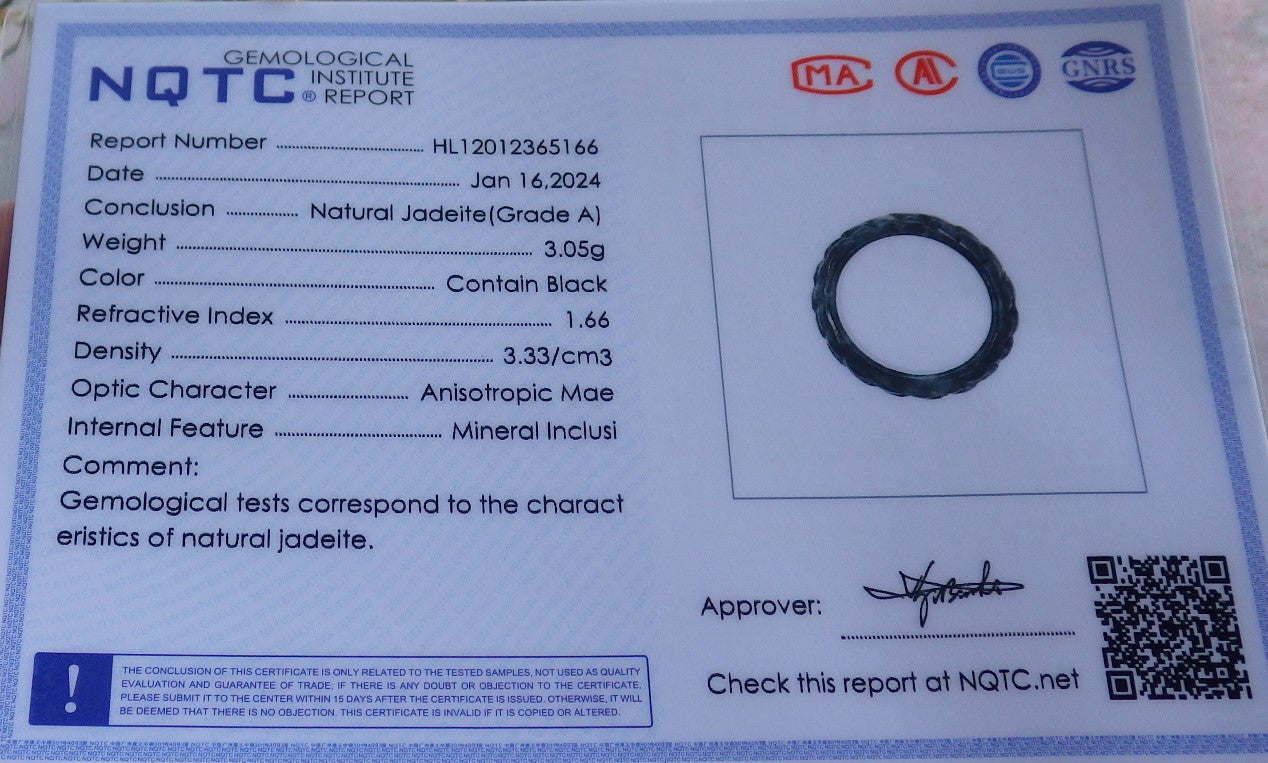 GEMOLOGICAL
NQTC INSTITUTE
® REPORT
MA
GNRS
Report Number HL12012365166
Date Jan 16,2024
Conclusion Natural Jadeite(Grade A)
Weight 3.05g
Color Contain Black
Refractive Index 1.66
Density 3.33/cm3
Optic Character Anisotropic Mae
Internal Feature Mineral Inclusi
Comment:
Gemological tests correspond to the charact
eristics of natural jadeite.
Approver:
Check this report at NQTC.net
!
THE CONCLUSION OF THIS CERTIFICATE IS ONLY RELATED TO THE TESTED SAMPLES, NOT USED AS QUALITY
EVALUATION AND GUARANTEE OF TRADE; IF THERE IS ANY DOUBT OR OBJECTION TO THE CERTIFICATE,
PLEASE SUBMIT IT TO THE CENTER WITHIN 15 DAYS AFTER THE CERTIFICATE IS ISSUED. OTHERWISE, IT WILL
BE DEEMED THAT THERE IS NO OBJECTION. THIS CERTIFICATE IS INVALID IF IT IS COPIED OR ALTERED.